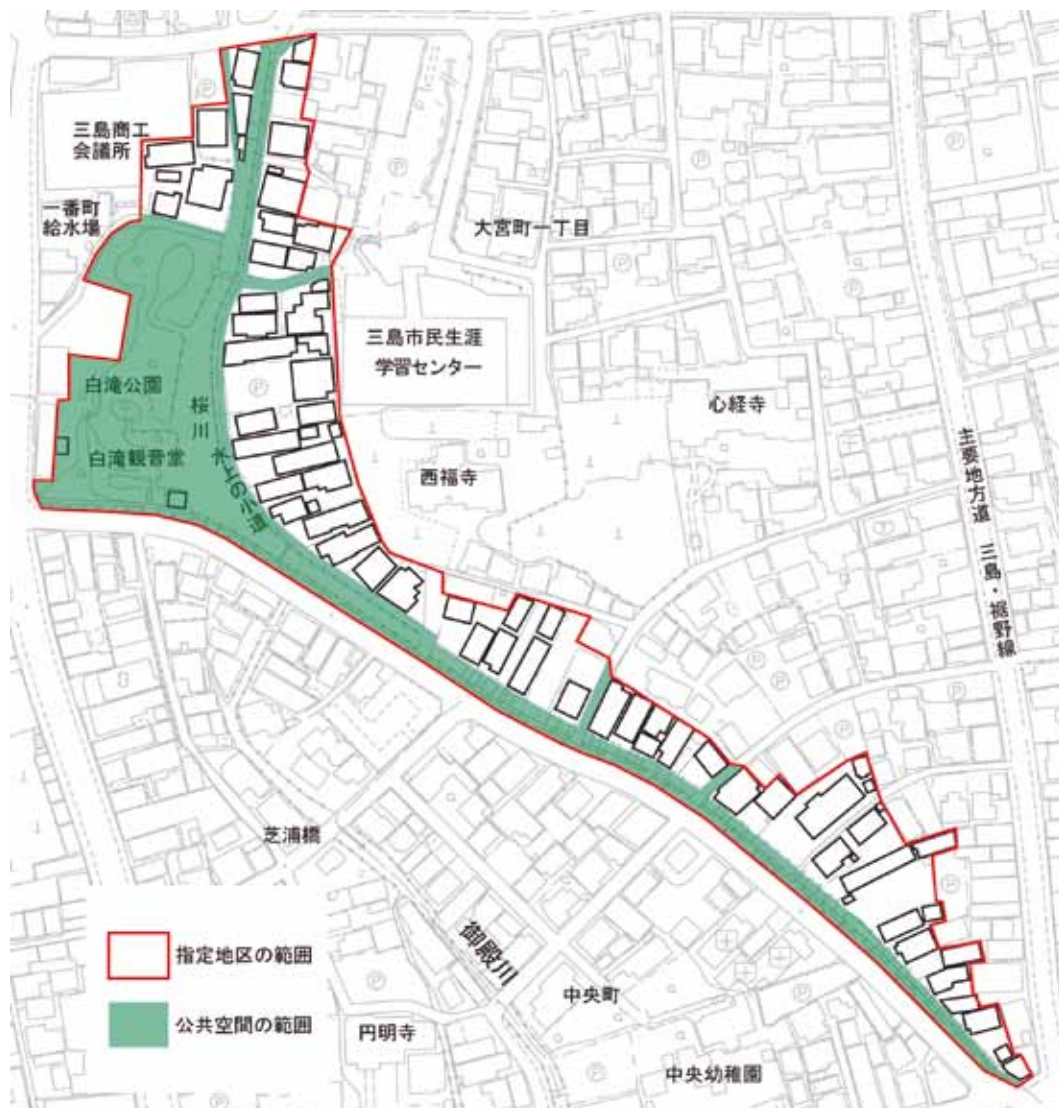 三島商工
会議所
一番町
給水場
大宮町一丁目
三島市民生涯
学習センター
白滝公園
桜川
白滝観音堂
水上の小道
西福寺
心経寺
主要地方道 三島・裾野線
芝浦橋
御殿川
中央町
円明寺
中央幼稚園
指定地区の範囲
公共空間の範囲